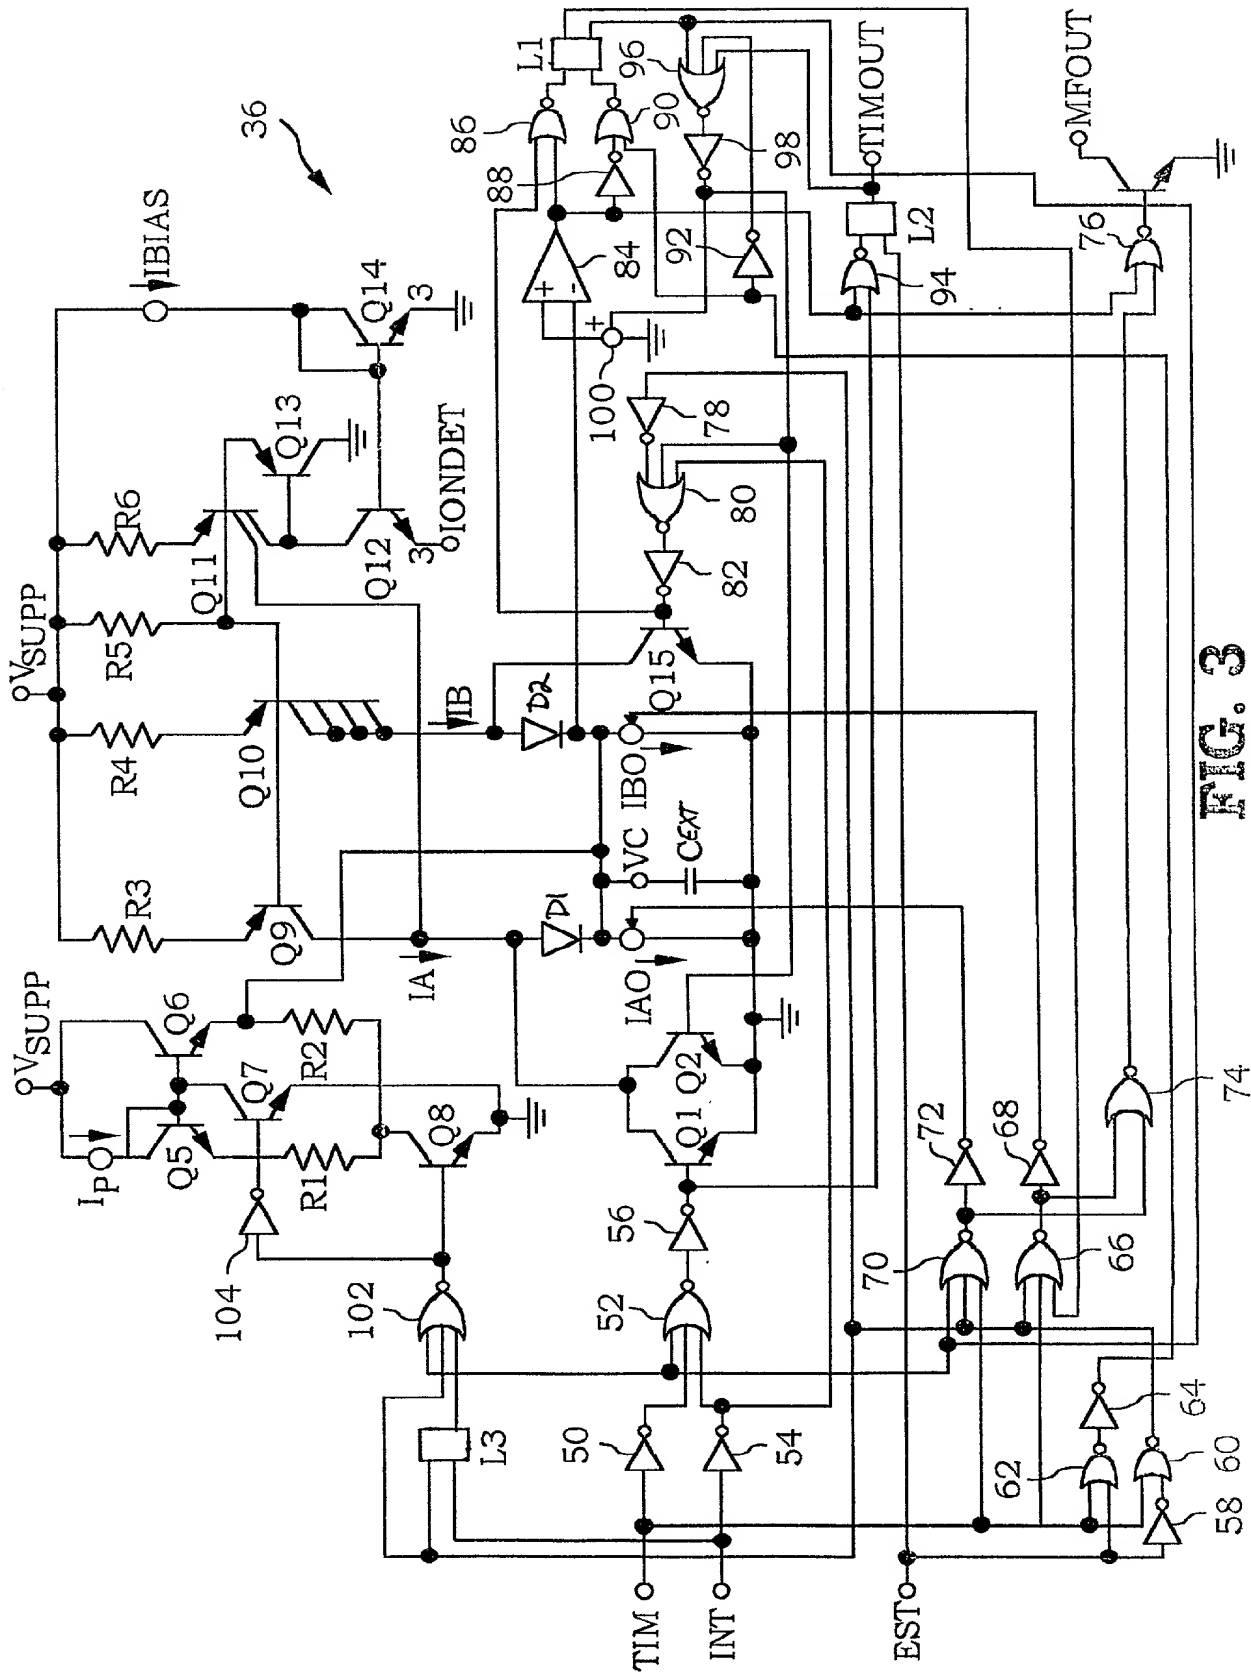 36
V_SUPP
V_SUPP
IBIAS
I_P
R3
R4
R5
R6
Q5
Q6
Q7
Q8
Q9
Q10
Q11
Q12
Q13
Q14
3
3
IONDET
R1
R2
IA
IB
104
102
L3
D1
D2
IAO
VC
CEXT
IBO
Q1
Q2
Q15
50
52
54
56
78
80
82
84
86
88
90
92
94
96
98
100
L1
L2
TIMOUT
MFOUT
76
74
72
70
68
66
64
62
60
58
TIM
INT
EST
FIG. 3